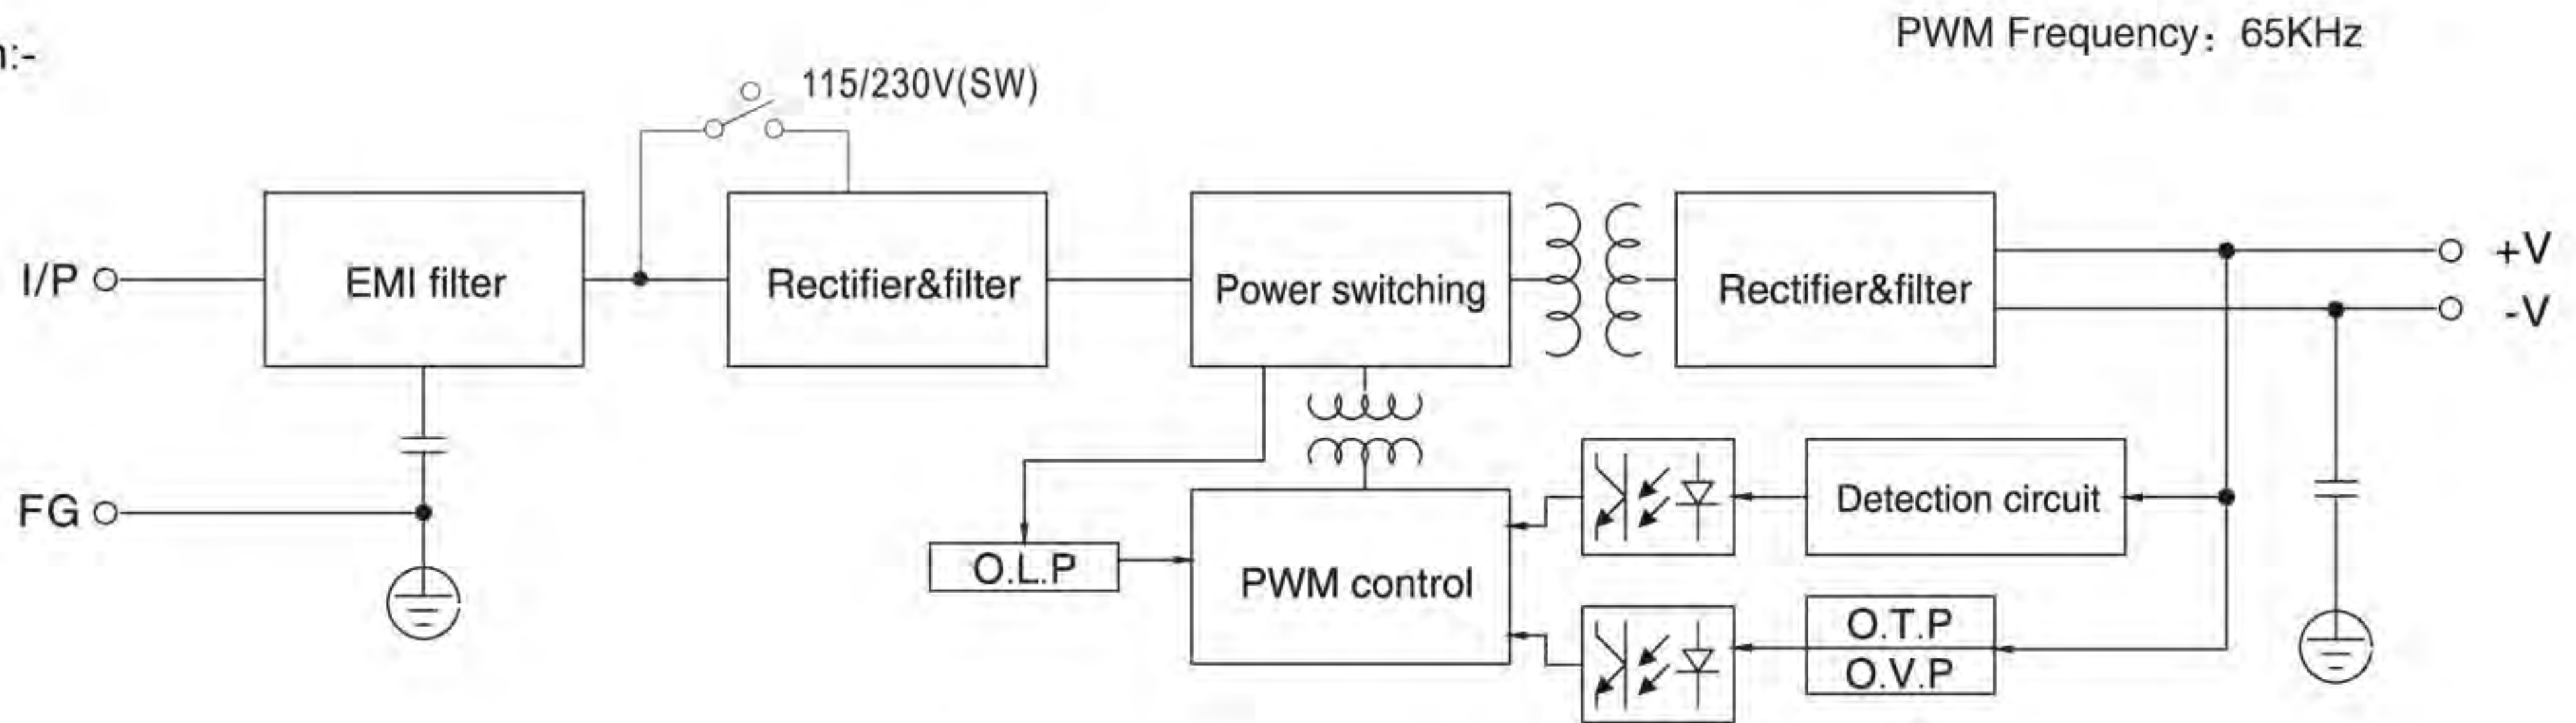 n:-
PWM Frequency: 65KHz
115/230V(SW)
I/P
EMI filter
Rectifier&filter
Power switching
Rectifier&filter
+V
-V
FG
O.L.P
PWM control
Detection circuit
O.T.P
O.V.P